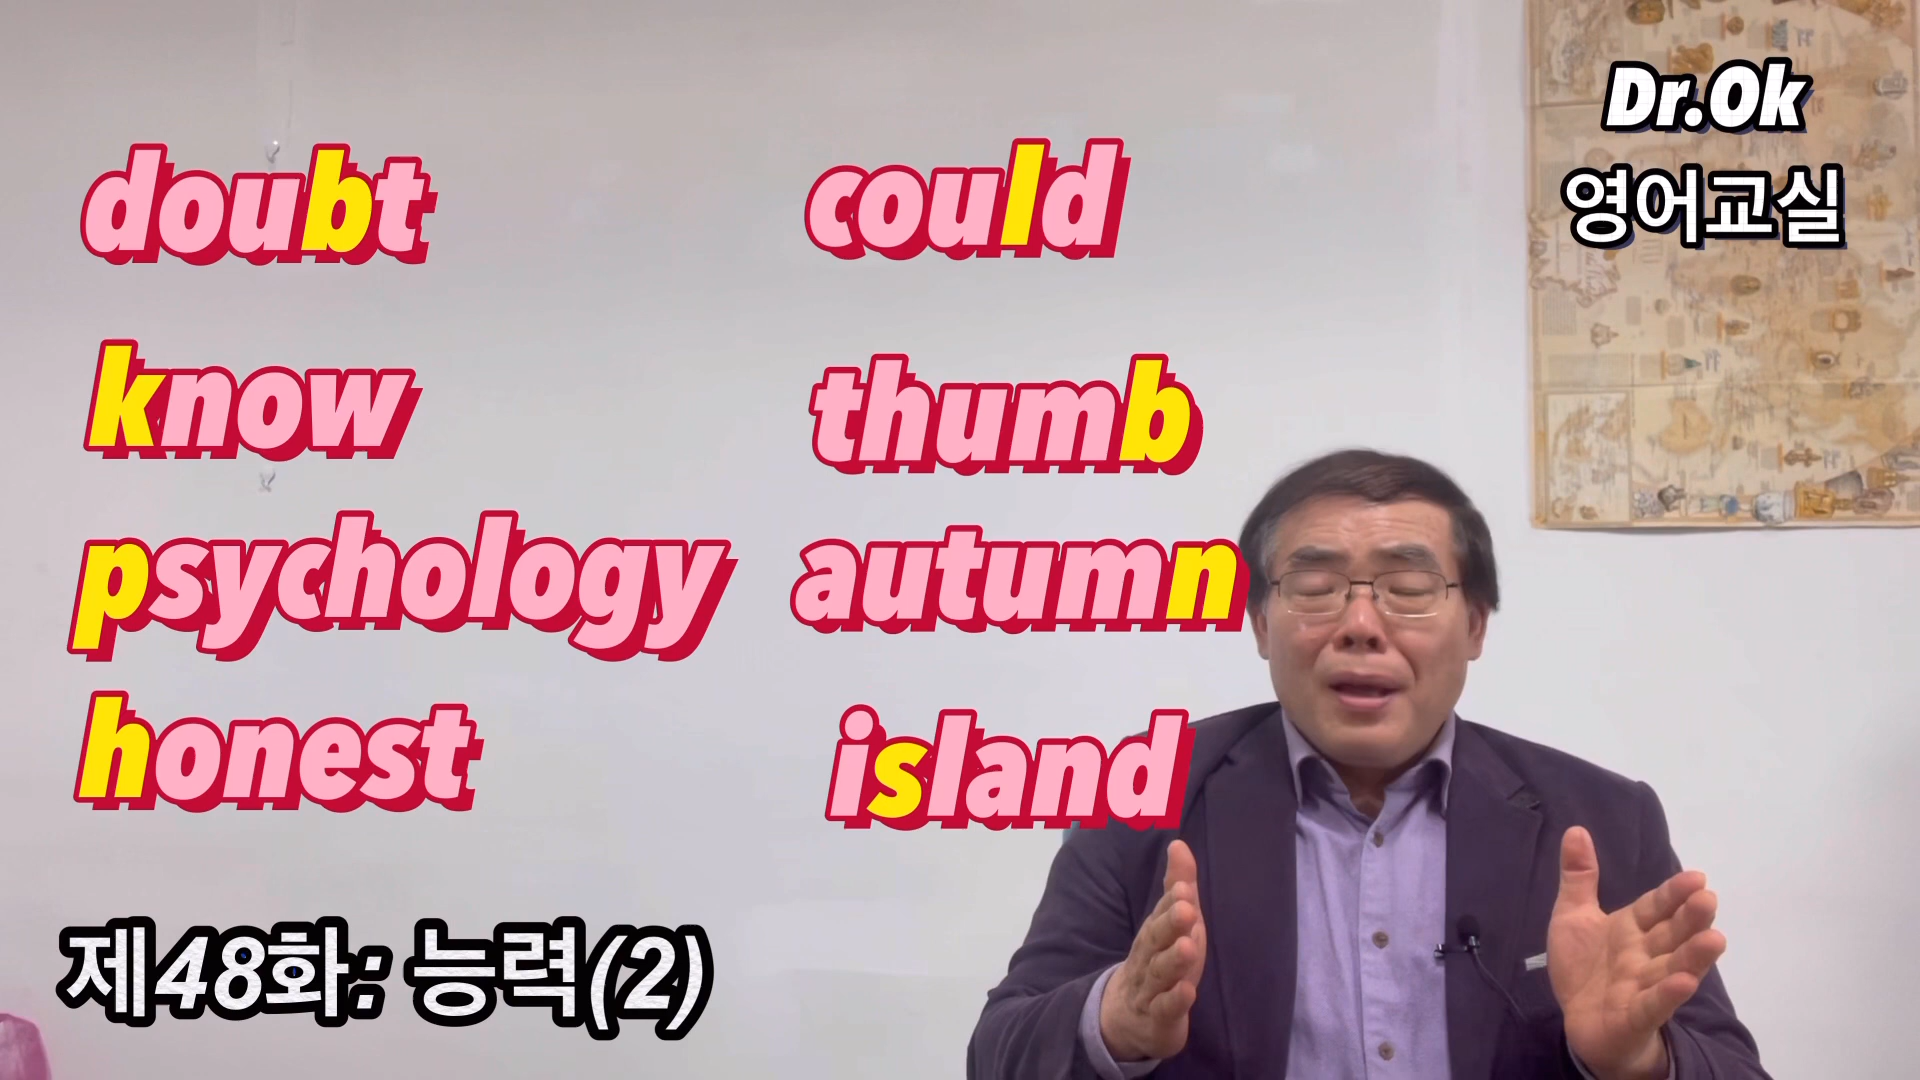 Dr.Ok
영어교실
doubt
could
know
thumb
psychology
autumn
honest
island
제48화: 능력(2)